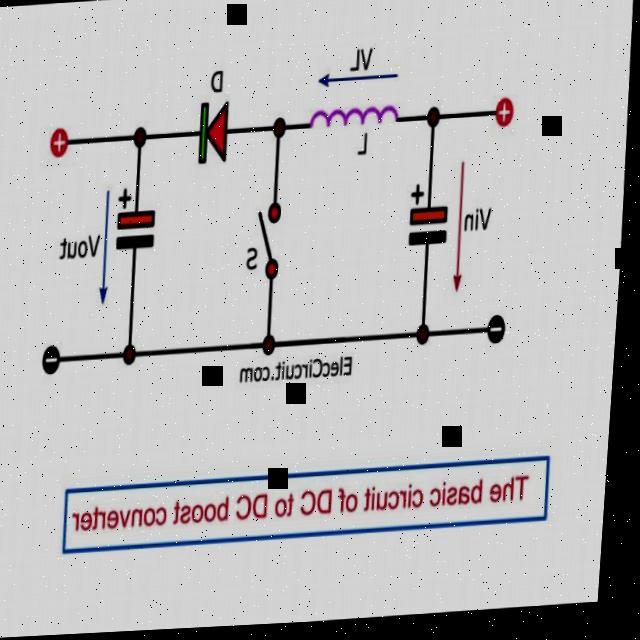 VL
D
L
+
+
Vin
Vout
S
ElecCircuit.com
The basic circuit of DC to DC boost converter